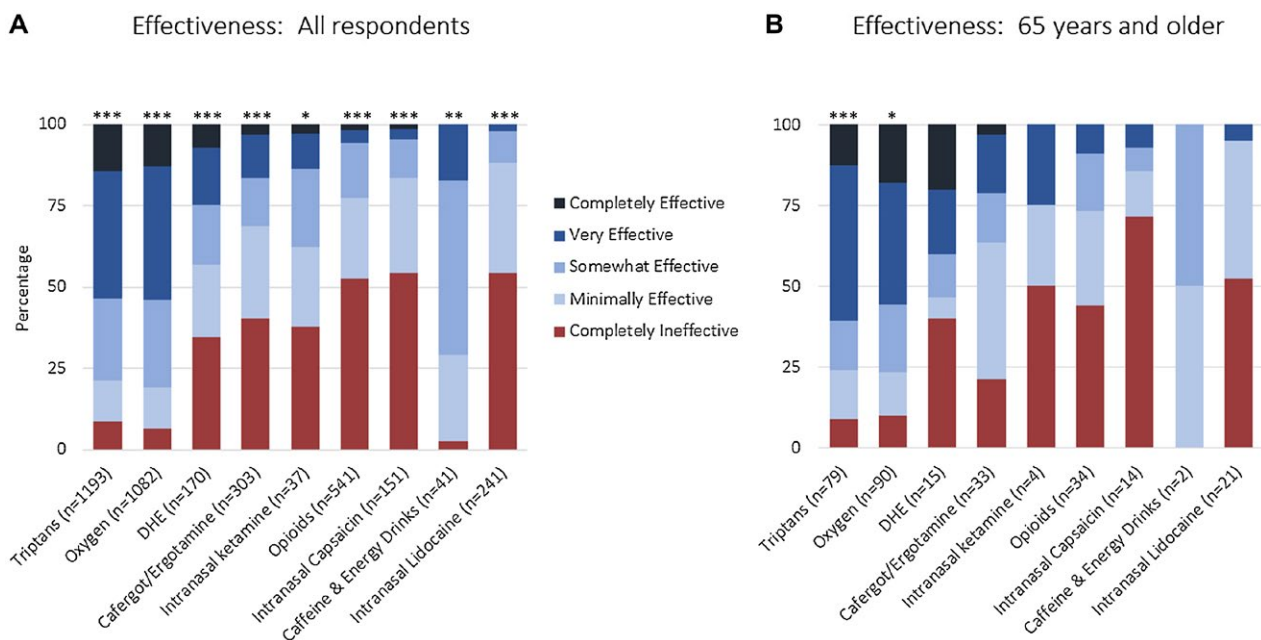 A Effectiveness: All respondents
*** *** *** *** * *** *** ** ***
100
75
50
25
0
Percentage
Triptans (n=1193)
Oxygen (n=1082)
DHE (n=170)
Cafergot/Ergotamine (n=303)
Intranasal ketamine (n=37)
Opioids (n=541)
Intranasal Capsaicin (n=151)
Caffeine & Energy Drinks (n=41)
Intranasal Lidocaine (n=241)
Completely Effective
Very Effective
Somewhat Effective
Minimally Effective
Completely Ineffective
B Effectiveness: 65 years and older
*** *
100
75
50
25
0
Triptans (n=79)
Oxygen (n=90)
DHE (n=15)
Cafergot/Ergotamine (n=33)
Intranasal ketamine (n=4)
Opioids (n=34)
Intranasal Capsaicin (n=14)
Caffeine & Energy Drinks (n=2)
Intranasal Lidocaine (n=21)